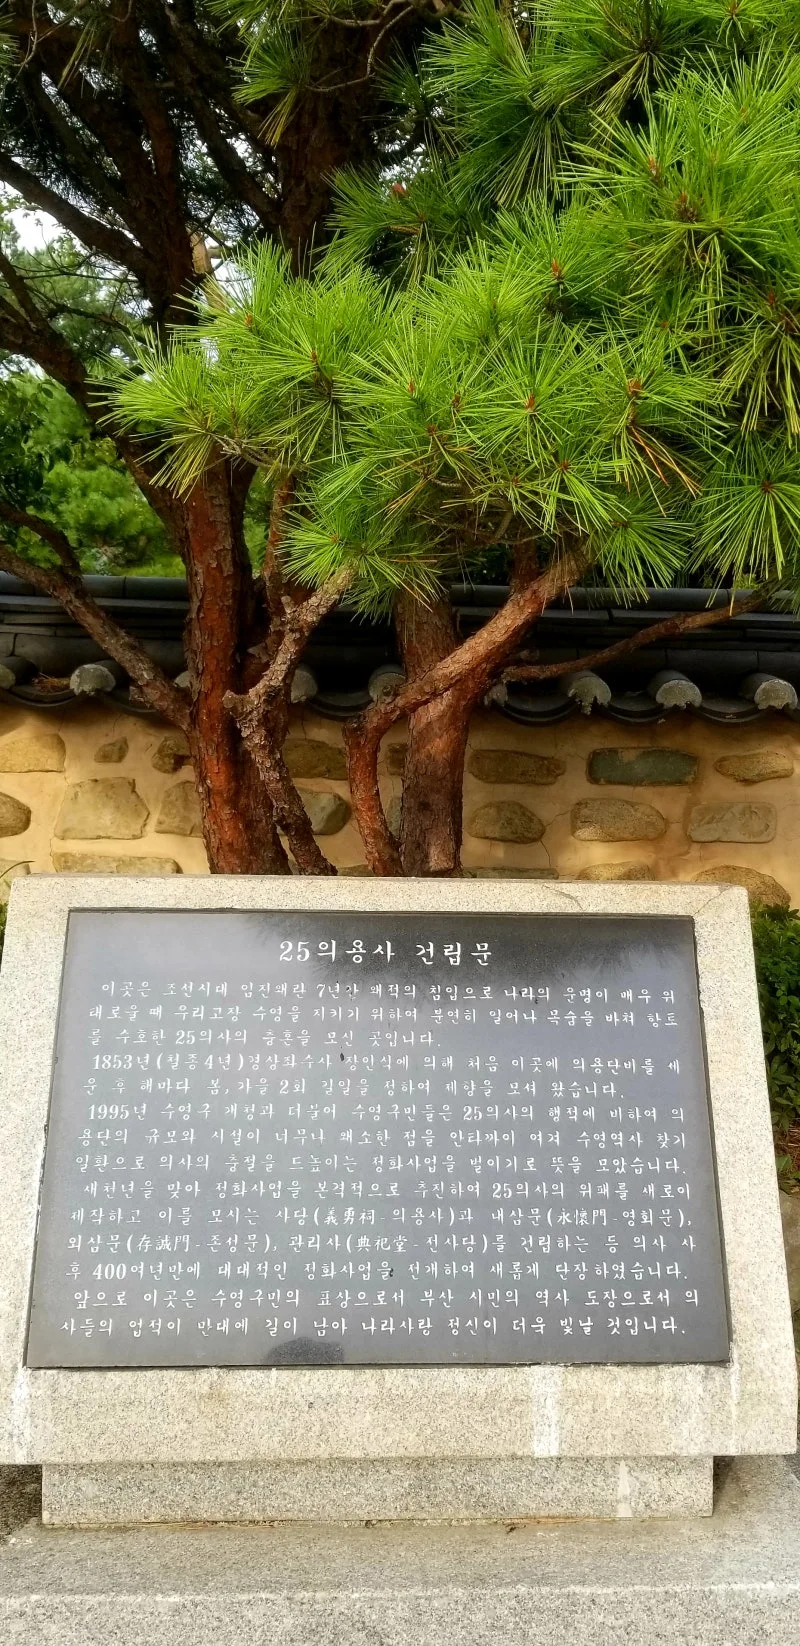 25의용사 건립문
이곳은 조선시대 임진왜란 7년간 왜적의 침입으로 나라의 운명이 매우 위
태로울 때 우리고장 수영을 지키기 위하여 분연히 일어나 목숨을 바쳐 향토
를 수호한 25의사의 충혼을 모신 곳입니다.
1853년(철종4년)경상좌수사 장인식에 의해 처음 이곳에 의용단비를 세
운 후 해마다 봄,가을 2회 길일을 정하여 제향을 모셔 왔습니다.
1995년 수영구 개청과 더불어 수영구민들은 25의사의 행적에 비하여 의
용단의 규모와 시설이 너무나 왜소한 점을 안타까이 여겨 수영역사 찾기
일환으로 의사의 충절을 드높이는 정화사업을 벌이기로 뜻을 모았습니다.
새천년을 맞아 정화사업을 본격적으로 추진하여 25의사의 위패를 새로이
제작하고 이를 모시는 사당(義勇祠-의용사)과 내삼문(永懷門-영회문),
외삼문(存誠門-존성문), 관리사(典祀堂-전사당)를 건립하는 등 의사 사
후 400여년만에 대대적인 정화사업을 전개하여 새롭게 단장하였습니다.
앞으로 이곳은 수영구민의 표상으로서 부산 시민의 역사 도장으로서 의
사들의 업적이 만대에 길이 남아 나라사랑 정신이 더욱 빛날 것입니다.